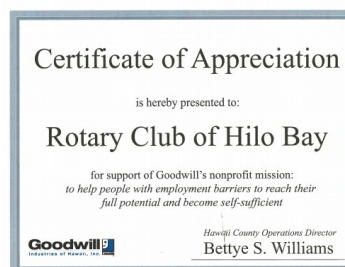 Certificate of Appreciation
is hereby presented to:
Rotary Club of Hilo Bay
for support of Goodwill's nonprofit mission:
to help people with employment barriers to reach their
full potential and become self-sufficient
Goodwill
Industries of Hawaii, Inc.
Hawaii County Operations Director
Bettye S. Williams